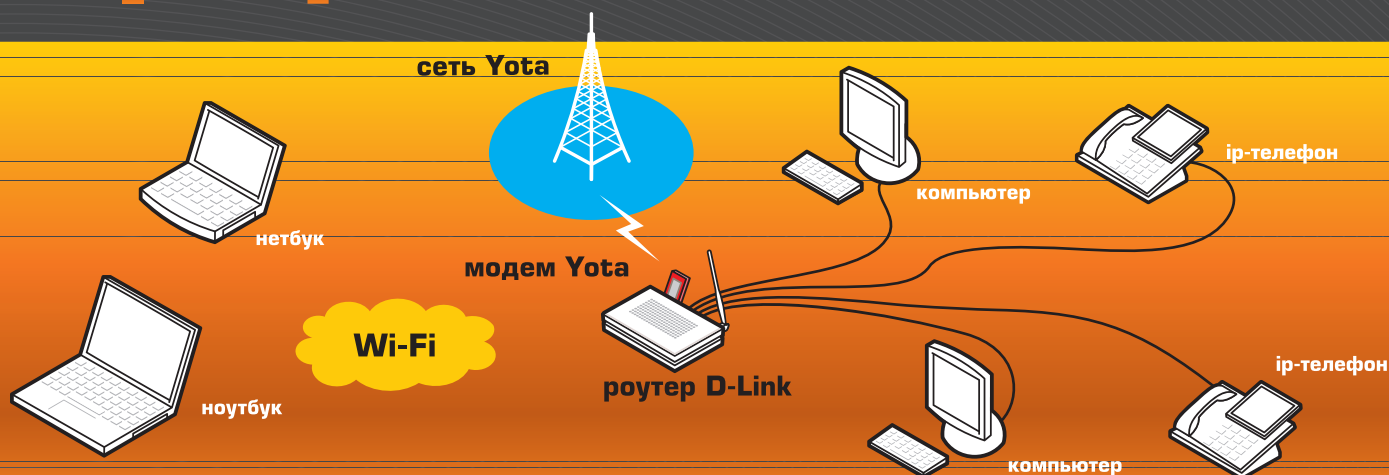 сеть Yota
ip-телефон
компьютер
нетбук
модем Yota
Wi-Fi
роутер D-Link
ip-телефон
ноутбук
компьютер